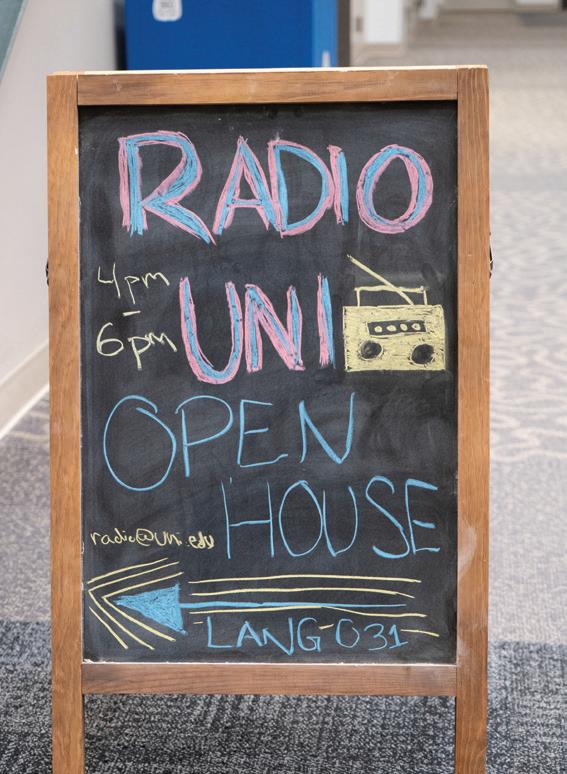 RADIO
4pm
-
6pm
UNI
OPEN
HOUSE
radio@uni.edu
LANG-031